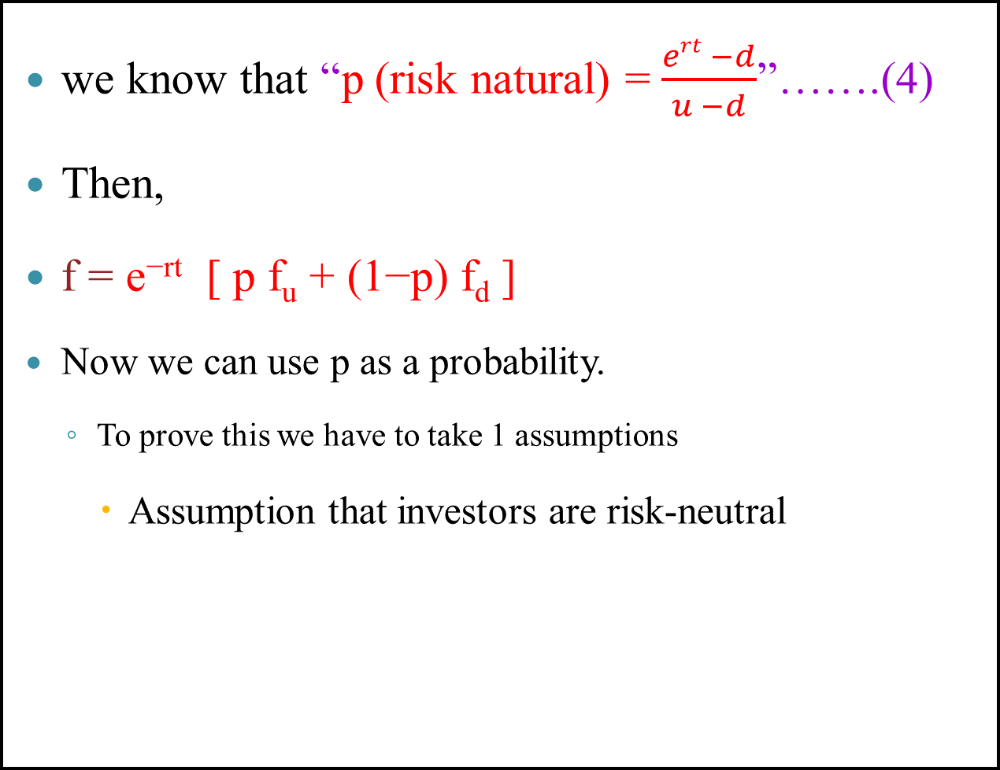 • we know that “p (risk natural) = \frac{e^{rt} − d}{u − d}”…….(4)
• Then,
• f = e^{−rt} [ p f_u + (1−p) f_d ]
• Now we can use p as a probability.
◦ To prove this we have to take 1 assumptions
• Assumption that investors are risk-neutral